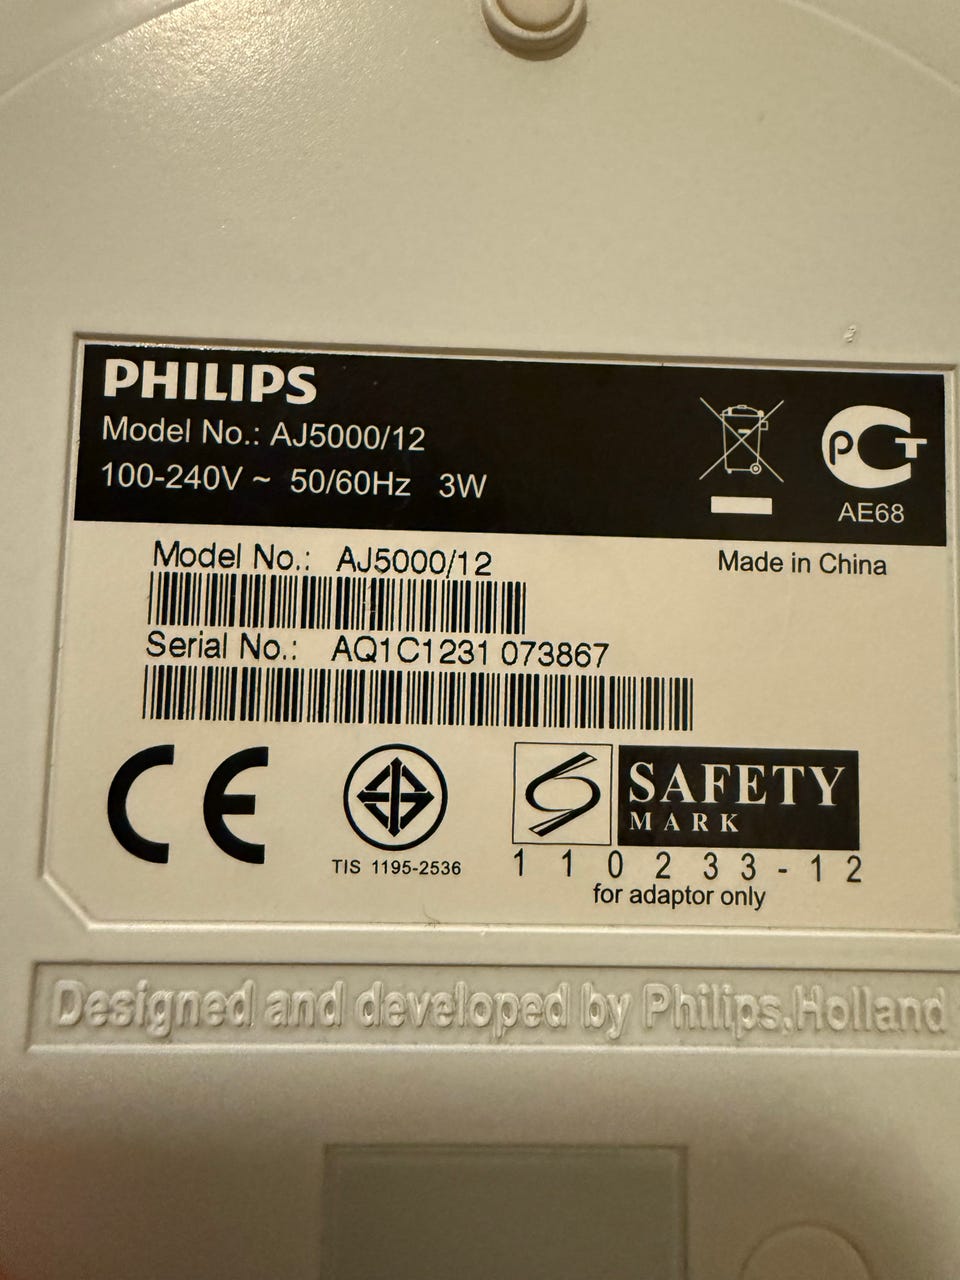 PHILIPS
Model No.: AJ5000/12
100-240V ~ 50/60Hz 3W
PCT
AE68
Model No.: AJ5000/12
Made in China
Serial No.: AQ1C1231 073867
CE
TIS 1195-2536
SAFETY
MARK
1 1 0 2 3 3 - 1 2
for adaptor only
Designed and developed by Philips,Holland